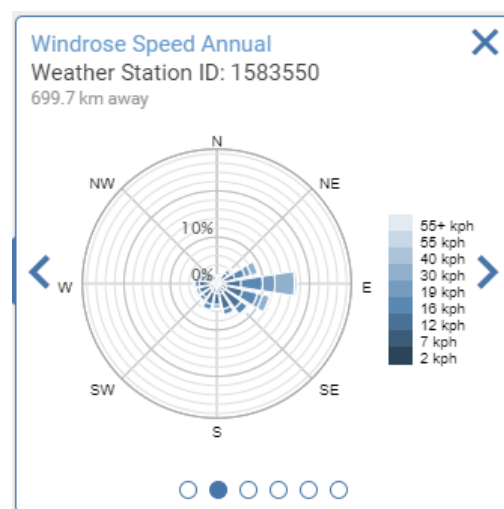 Windrose Speed Annual
Weather Station ID: 1583550
699.7 km away
N
NW
NE
10%
0%
W
E
SW
SE
S
55+ kph
55 kph
40 kph
30 kph
19 kph
16 kph
12 kph
7 kph
2 kph